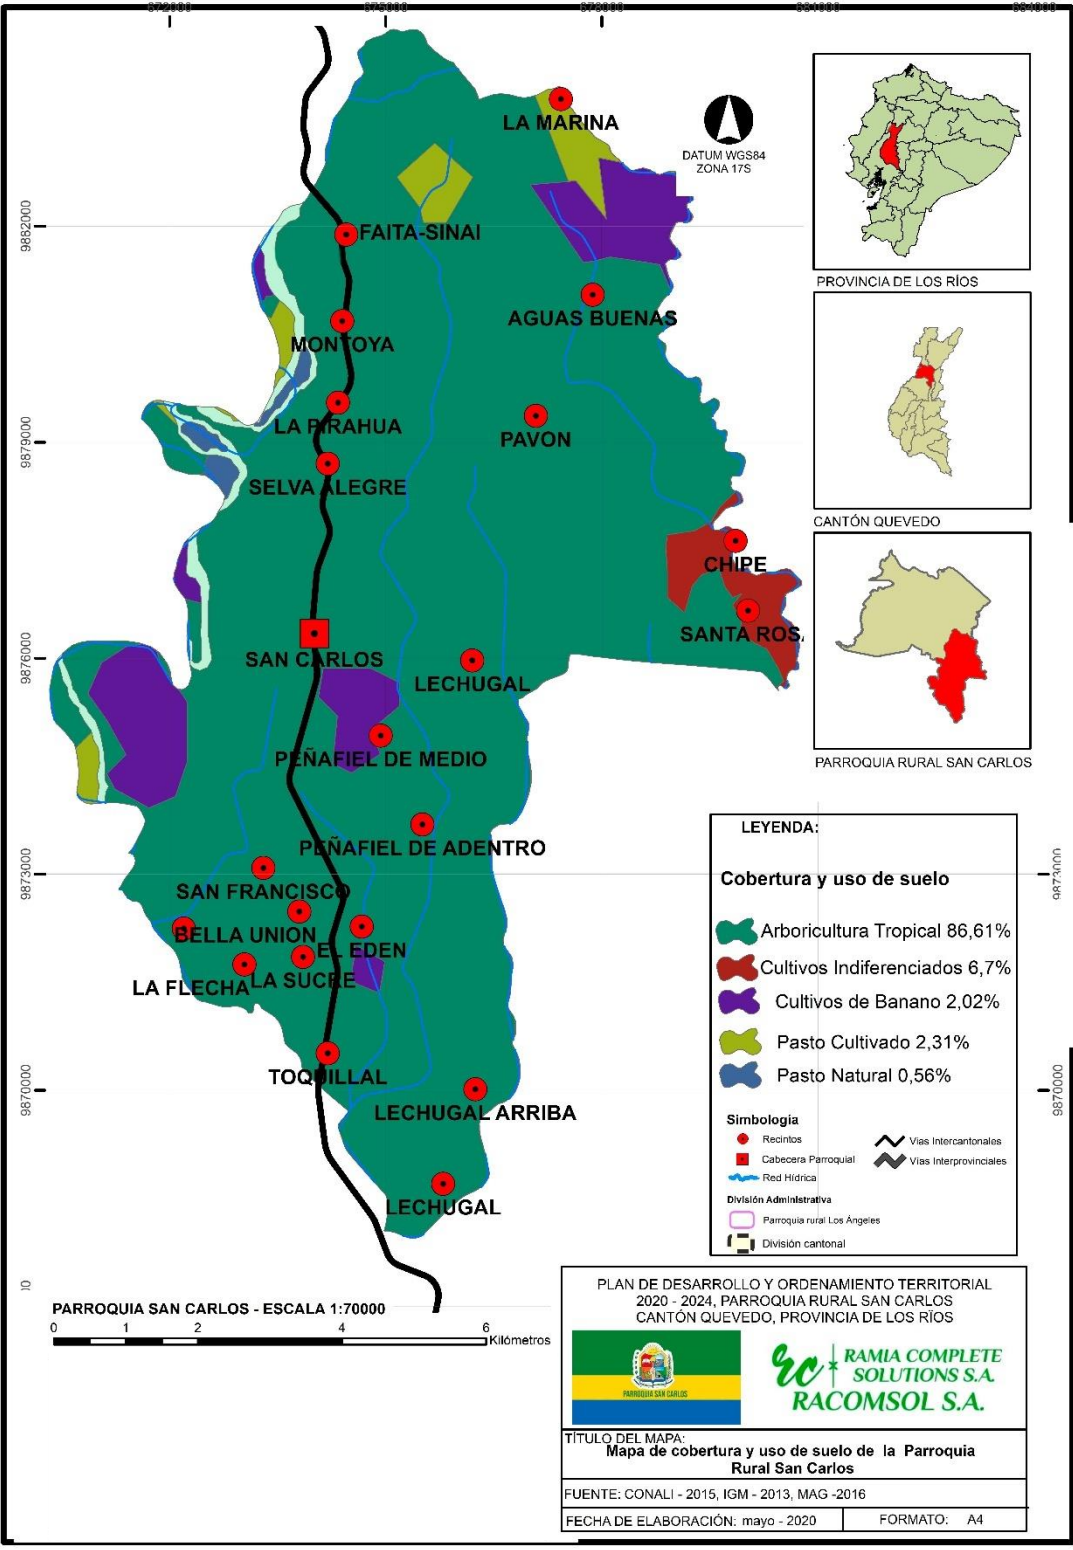 672000
675000
678000
681000
684000
LA MARINA
DATUM WGS84
ZONA 17S
9882000
FAITA-SINAI
PROVINCIA DE LOS RÍOS
AGUAS BUENAS
MONTOYA
LA PIRAHUA
PAVON
9879000
SELVA ALEGRE
CANTÓN QUEVEDO
CHIPE
SANTA ROSA
SAN CARLOS
9876000
LECHUGAL
PEÑAFIEL DE MEDIO
PARROQUIA RURAL SAN CARLOS
PEÑAFIEL DE ADENTRO
9873000
9873000
SAN FRANCISCO
BELLA UNION
EL EDEN
LA FLECHA
LA SUCRE
TOQUILLAL
9870000
9870000
LECHUGAL ARRIBA
LECHUGAL
LEYENDA:
Cobertura y uso de suelo
Arboricultura Tropical 86,61%
Cultivos Indiferenciados 6,7%
Cultivos de Banano 2,02%
Pasto Cultivado 2,31%
Pasto Natural 0,56%
Simbologia
Recintos
Vias Intercantonales
Cabecera Parroquial
Vias Interprovinciales
Red Hídrica
División Administrativa
Parroquia rural Los Ángeles
División cantonal
PARROQUIA SAN CARLOS - ESCALA 1:70000
0 1 2 4 6
Kilómetros
PLAN DE DESARROLLO Y ORDENAMIENTO TERRITORIAL
2020 - 2024, PARROQUIA RURAL SAN CARLOS
CANTÓN QUEVEDO, PROVINCIA DE LOS RÏOS
PARROQUIA SAN CARLOS
rc
RAMIA COMPLETE
SOLUTIONS S.A.
RACOMSOL S.A.
TÍTULO DEL MAPA:
Mapa de cobertura y uso de suelo de la Parroquia
Rural San Carlos
FUENTE: CONALI - 2015, IGM - 2013, MAG -2016
FECHA DE ELABORACIÓN: mayo - 2020
FORMATO: A4